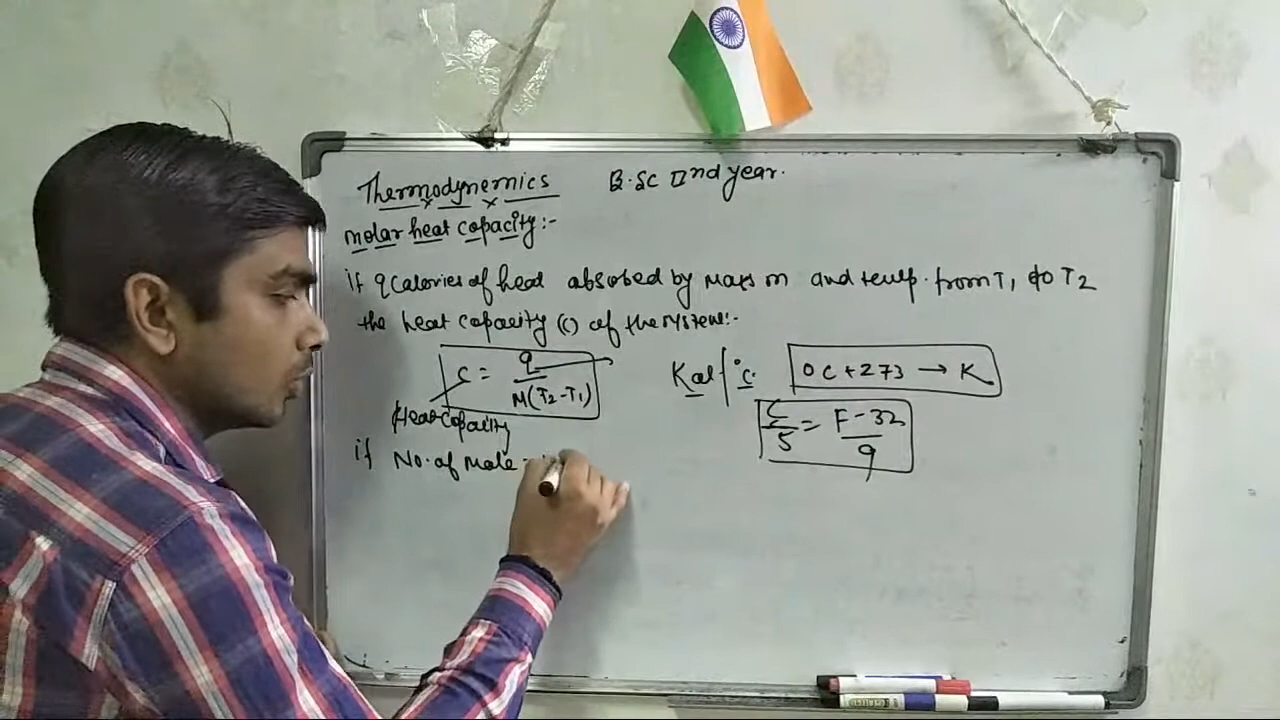 Thermodynemics B.SC IInd year.
molar heat capacity:-
if q Calories of heat absorbed by mass m and temp. from T1 to T2
the heat capacity (C) of the system:-
C = q / M(T2-T1)
Kal/°C. 0C+273 → K
Heat capacity
C/5 = F-32/9
if No. of mole =